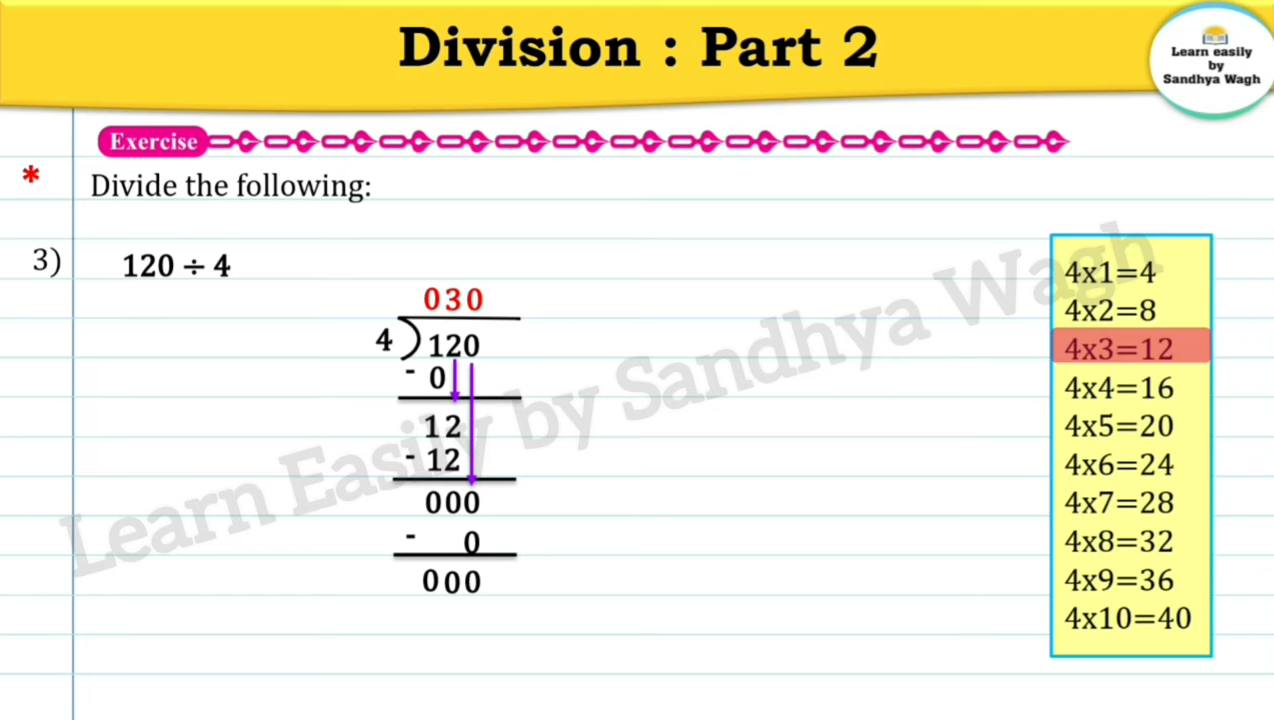 Division : Part 2
Learn easily
by
Sandhya Wagh
Exercise
* Divide the following:
3) 120 ÷ 4
030
4 ) 120
- 0
12
- 12
000
- 0
000
4x1=4
4x2=8
4x3=12
4x4=16
4x5=20
4x6=24
4x7=28
4x8=32
4x9=36
4x10=40
Learn Easily by Sandhya Wagh